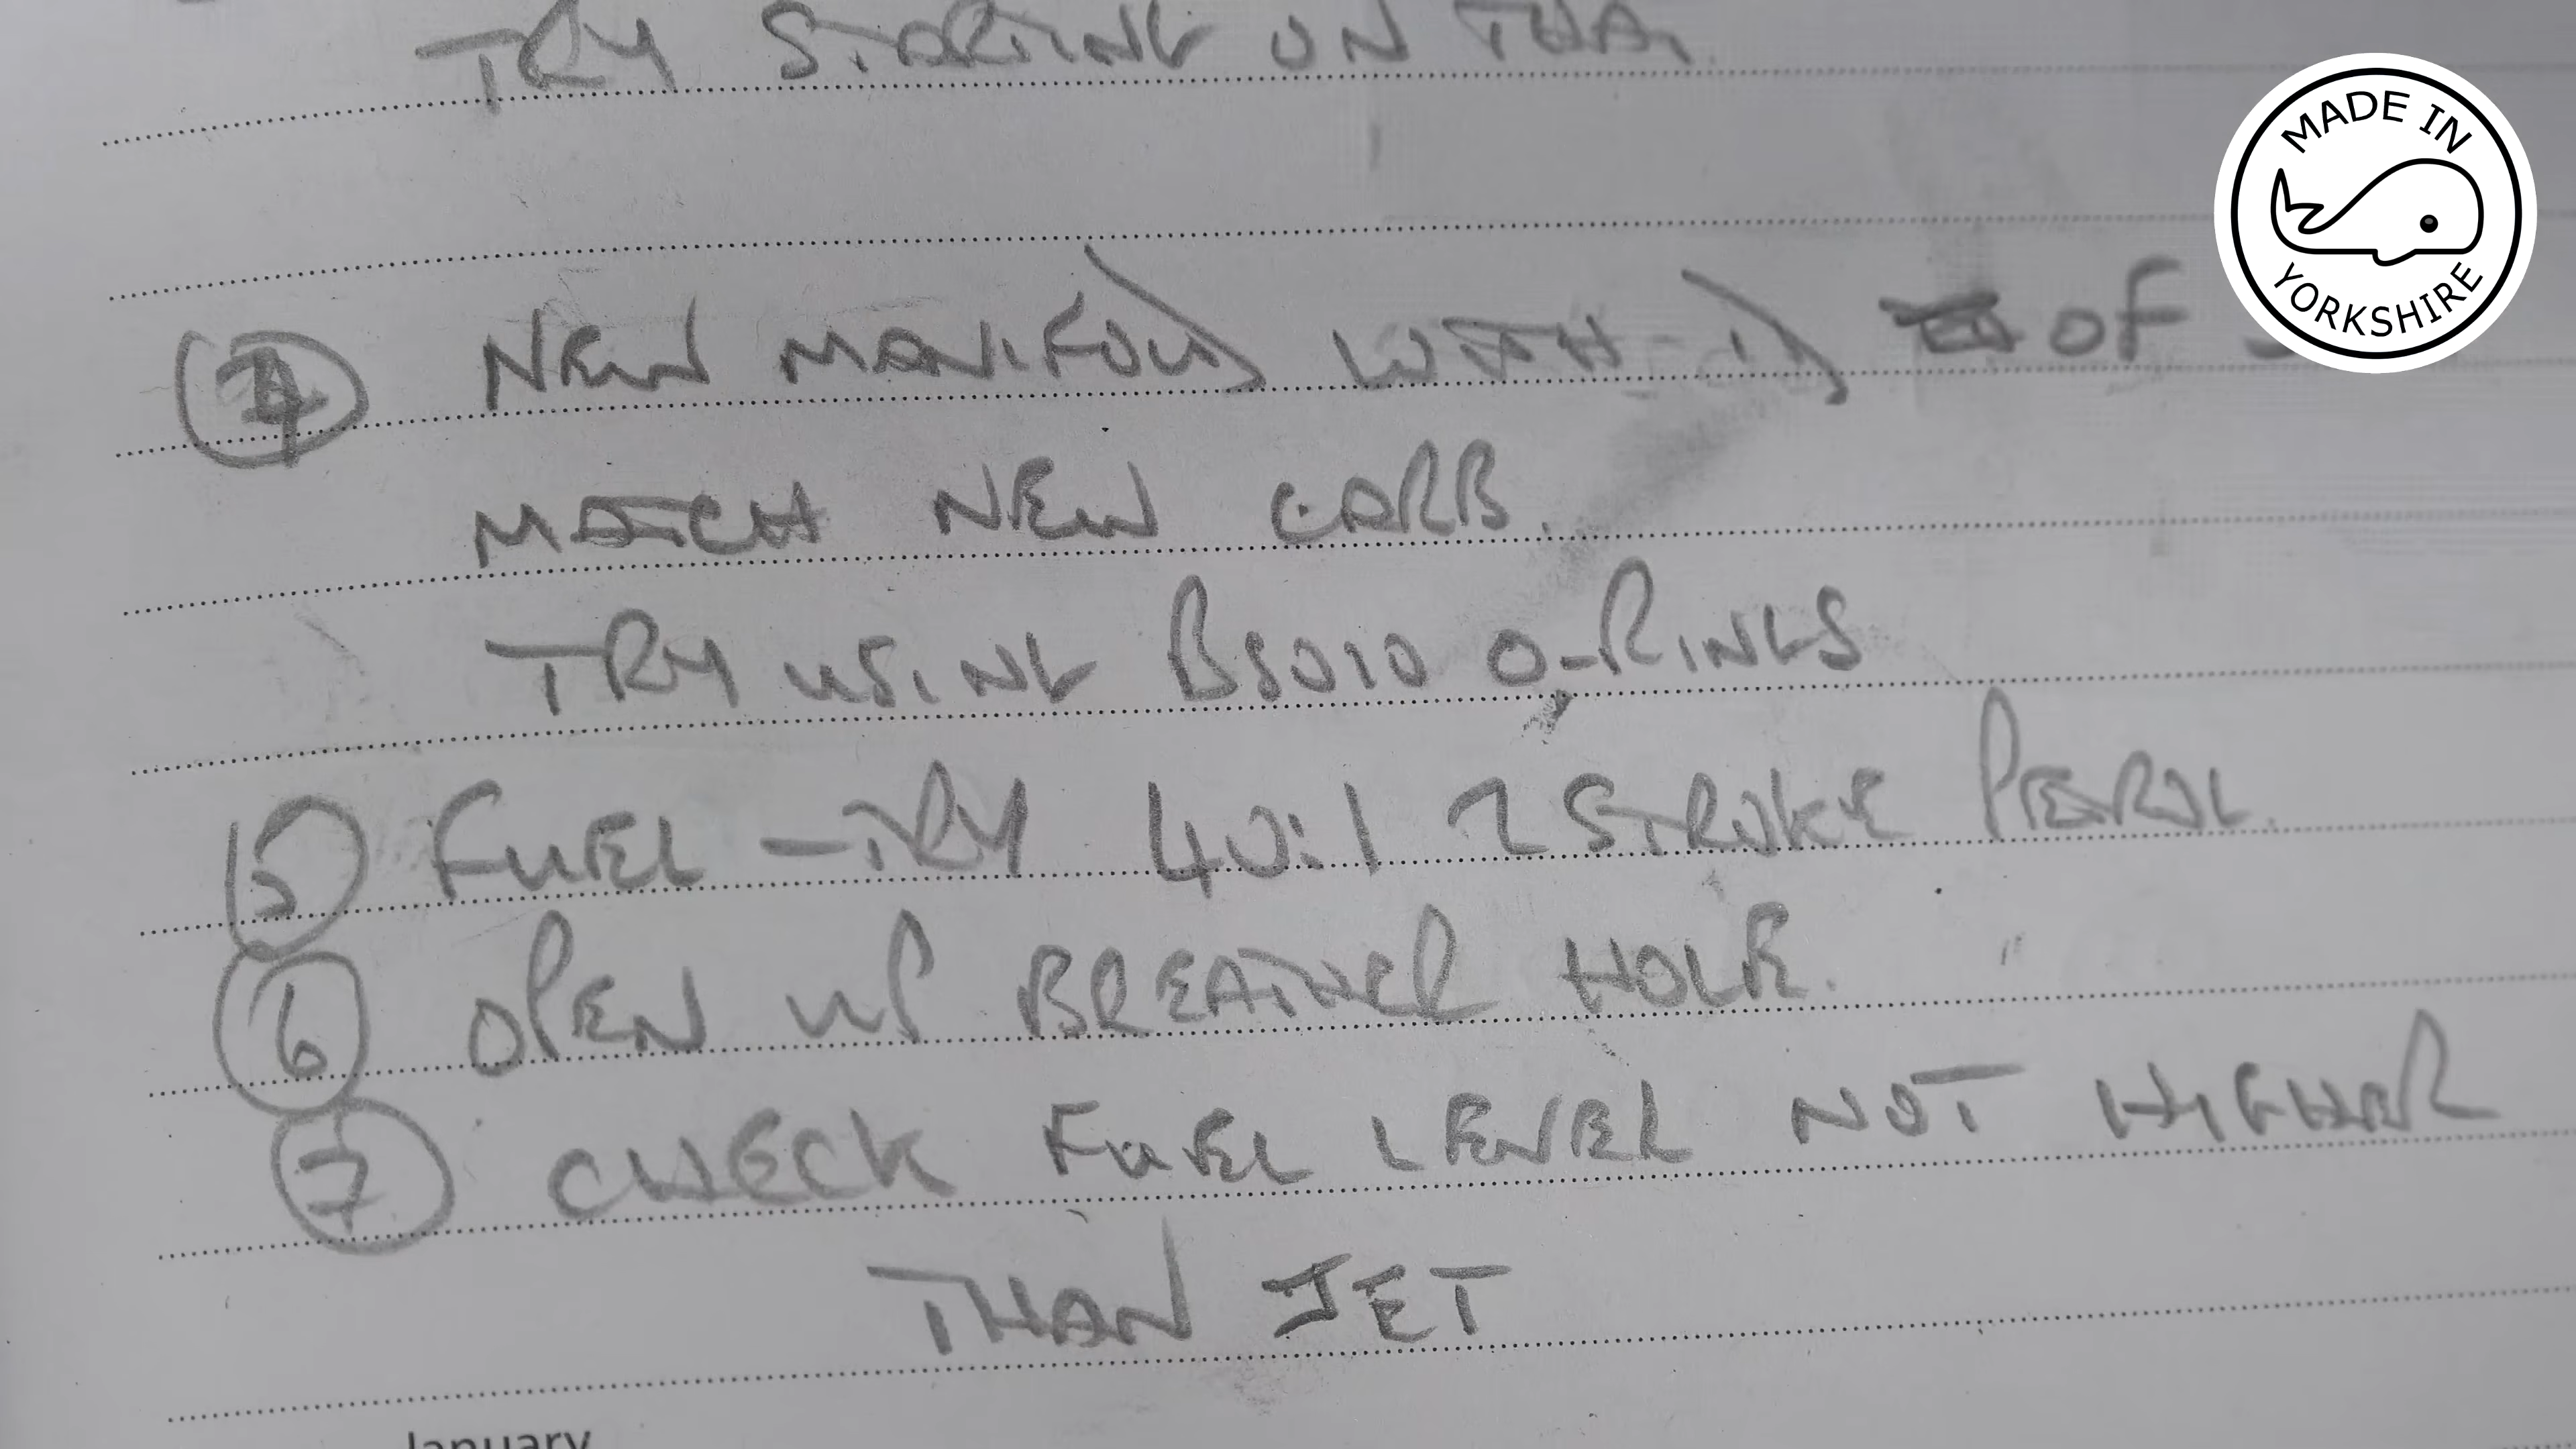 TRY STARTING ON THAT.
④ NEW MANIFOLD WITH ID OF
MATCH NEW CARB.
TRY USING BS010 O-RINGS
⑤ FUEL - TRY 40:1 2 STROKE PETROL.
⑥ OPEN UP BREATHER HOLE.
⑦ CHECK FUEL LEVEL NOT HIGHER
THAN JET
January
MADE IN
YORKSHIRE